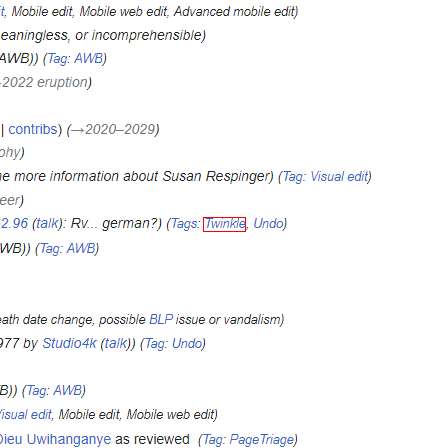 t, Mobile edit, Mobile web edit, Advanced mobile edit)
eaningless, or incomprehensible)
AWB)) (Tag: AWB)
2022 eruption)
| contribs) (→2020–2029)
phy)
e more information about Susan Respinger) (Tag: Visual edit)
eer)
2.96 (talk): Rv... german?) (Tags: Twinkle, Undo)
WB)) (Tag: AWB)
eath date change, possible BLP issue or vandalism)
977 by Studio4k (talk)) (Tag: Undo)
B)) (Tag: AWB)
isual edit, Mobile edit, Mobile web edit)
Dieu Uwihanganye as reviewed (Tag: PageTriage)